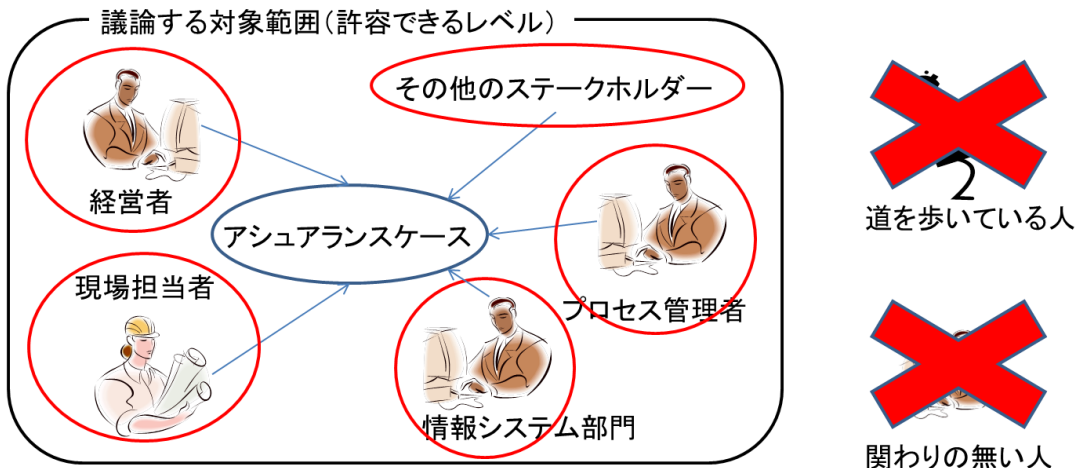 議論する対象範囲（許容できるレベル）
その他のステークホルダー
経営者
アシュアランスケース
道を歩いている人
現場担当者
プロセス管理者
情報システム部門
関わりの無い人